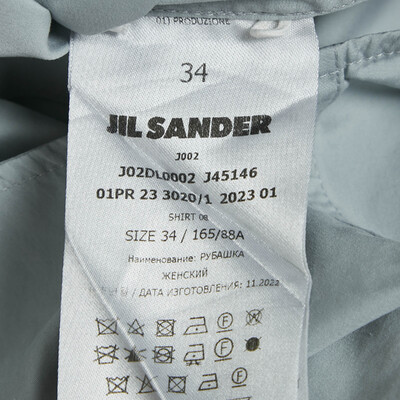 01) PRODUZIONE
34
JIL SANDER
J002
J02DL0002 J45146
01PR 23 3020/1 2023 01
SHIRT 08
SIZE 34 / 165/88A
Наименование: РУБАШКА
ЖЕНСКИЙ
/ ДАТА ИЗГОТОВЛЕНИЯ: 11.2022